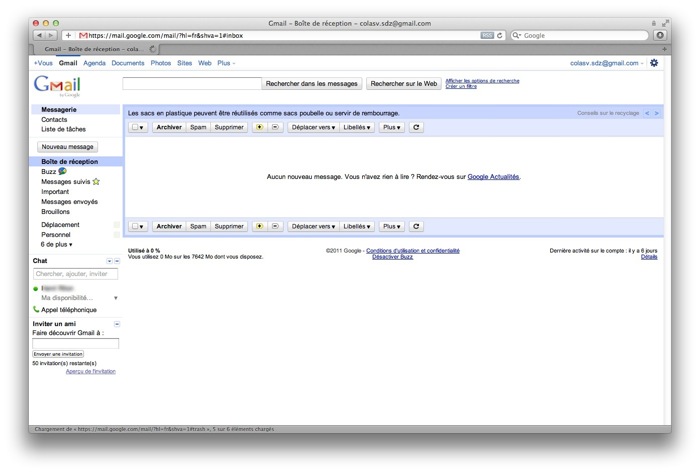 Gmail – Boîte de réception – colasv.sdz@gmail.com
https://mail.google.com/mail/?hl=fr&shva=1#inbox
RSS
Google
Gmail – Boîte de réception – cola…
+Vous Gmail Agenda Documents Photos Sites Web Plus
colasv.sdz@gmail.com
Gmail
by Google
Rechercher dans les messages
Rechercher sur le Web
Afficher les options de recherche
Créer un filtre
Messagerie
Contacts
Liste de tâches
Nouveau message
Boîte de réception
Buzz
Messages suivis
Important
Messages envoyés
Brouillons
Déplacement
Personnel
6 de plus ▾
Les sacs en plastique peuvent être réutilisés comme sacs poubelle ou servir de rembourrage.
Conseils sur le recyclage < >
Archiver Spam Supprimer Déplacer vers ▾ Libellés ▾ Plus ▾
Aucun nouveau message. Vous n'avez rien à lire ? Rendez-vous sur Google Actualités.
Archiver Spam Supprimer Déplacer vers ▾ Libellés ▾ Plus ▾
Utilisé à 0 %
Vous utilisez 0 Mo sur les 7642 Mo dont vous disposez.
©2011 Google - Conditions d'utilisation et confidentialité
Désactiver Buzz
Dernière activité sur le compte : il y a 6 jours
Détails
Chat
Chercher, ajouter, inviter
Ma disponibilité… ▾
Appel téléphonique
Inviter un ami
Faire découvrir Gmail à :
Envoyer une invitation
50 invitation(s) restante(s)
Aperçu de l'invitation
Chargement de « https://mail.google.com/mail/?hl=fr&shva=1#trash », 5 sur 6 éléments chargés